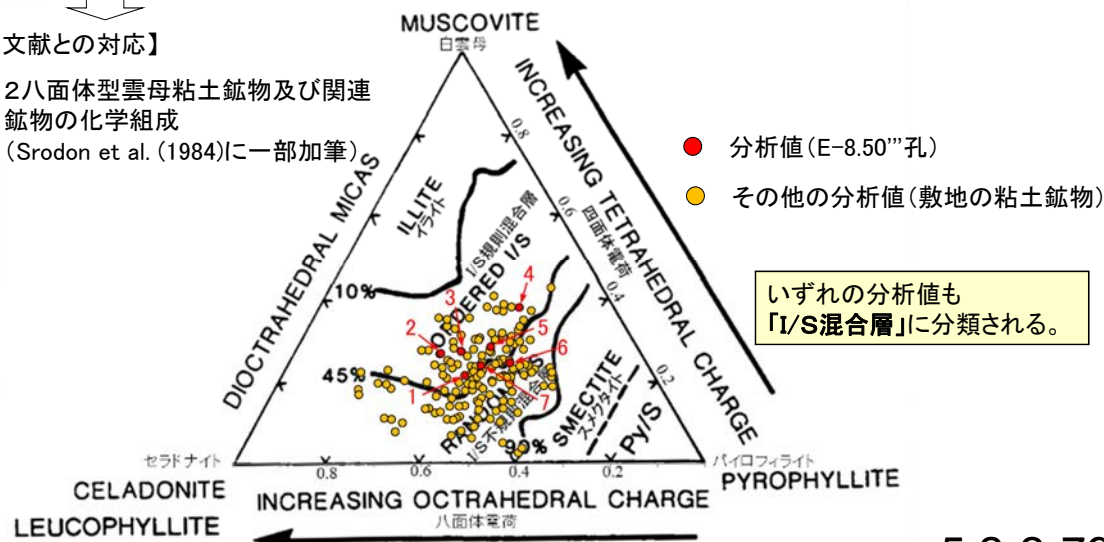 文献との対応】
2八面体型雲母粘土鉱物及び関連
鉱物の化学組成
(Srodon et al. (1984)に一部加筆)
MUSCOVITE
白雲母
DIOCTRAHEDRAL MICAS
INCREASING TETRAHEDRAL CHARGE
四面体電荷
0.8
0.6
0.4
0.2
ILLITE
イライト
I/S規則混合層
ORDERED I/S
10%
45%
90%
I/S不規則混合層
SMECTITE
スメクタイト
Py/S
1
2
3
4
5
6
7
分析値(E-8.50'''孔)
その他の分析値(敷地の粘土鉱物)
いずれの分析値も
「I/S混合層」に分類される。
セラドナイト
CELADONITE
LEUCOPHYLLITE
0.8
0.6
0.4
0.2
INCREASING OCTRAHEDRAL CHARGE
八面体電荷
パイロフィライト
PYROPHYLLITE